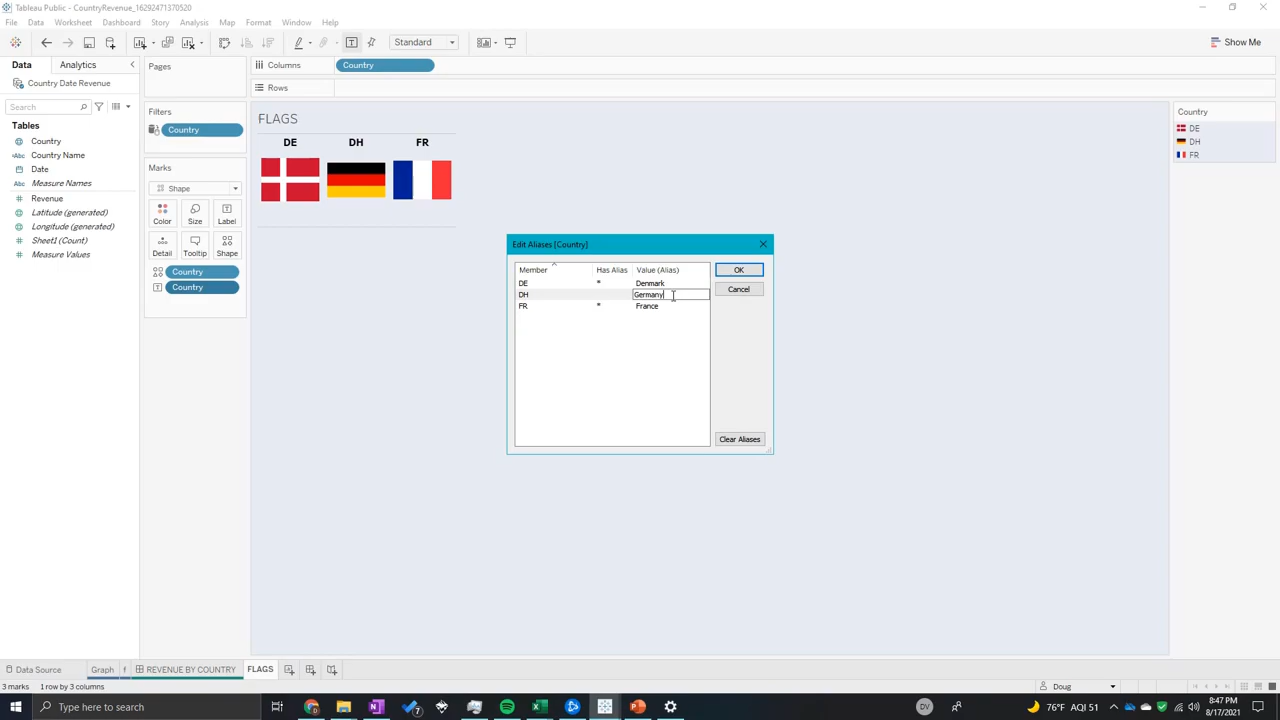 Tableau Public - CountryRevenue_16292471370520
File Data Worksheet Dashboard Story Analysis Map Format Window Help
Standard
Show Me
Data Analytics
Country Date Revenue
Search
Tables
Country
Country Name
Abc
Date
Measure Names
Abc
Revenue
Latitude (generated)
Longitude (generated)
Sheet1 (Count)
Measure Values
Pages
Filters
Country
Marks
Shape
Color Size Label
Detail Tooltip Shape
Country
Country
Columns Country
Rows
FLAGS
DE DH FR
Edit Aliases [Country]
Member Has Alias Value (Alias)
DE * Denmark
DH Germany
FR * France
OK
Cancel
Clear Aliases
Country
DE
DH
FR
Data Source Graph REVENUE BY COUNTRY FLAGS
3 marks 1 row by 3 columns
Doug
Type here to search
7
DV
76°F AQI 51
8:47 PM
8/17/2021